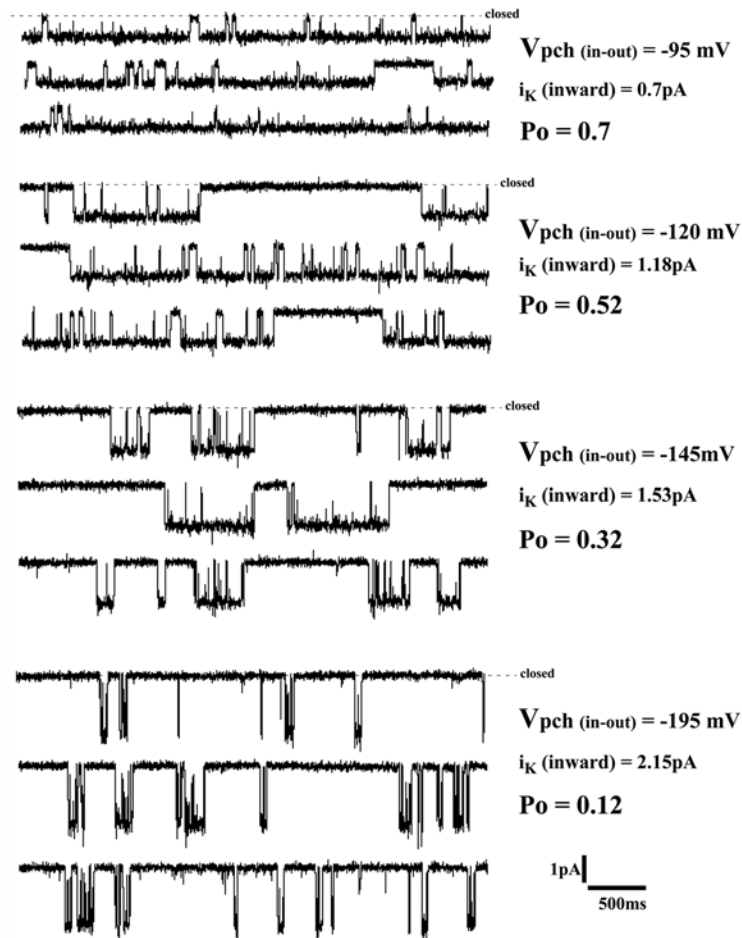 closed
Vpch (in-out) = -95 mV
iK (inward) = 0.7pA
Po = 0.7
closed
Vpch (in-out) = -120 mV
iK (inward) = 1.18pA
Po = 0.52
closed
Vpch (in-out) = -145mV
iK (inward) = 1.53pA
Po = 0.32
closed
Vpch (in-out) = -195 mV
iK (inward) = 2.15pA
Po = 0.12
1pA
500ms